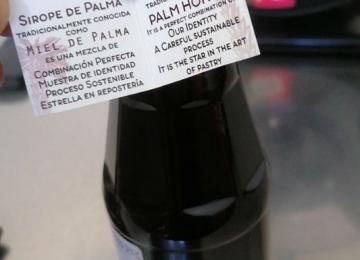 Sirope de Palma
tradicionalmente conocida
como
Miel de Palma
es una mezcla de
Combinación Perfecta
Muestra de identidad
Proceso Sostenible
Estrella en repostería
Palm Hon
It is a perfect combination o
Our Identity
A careful sustainable
process
It is the star in the art
of pastry